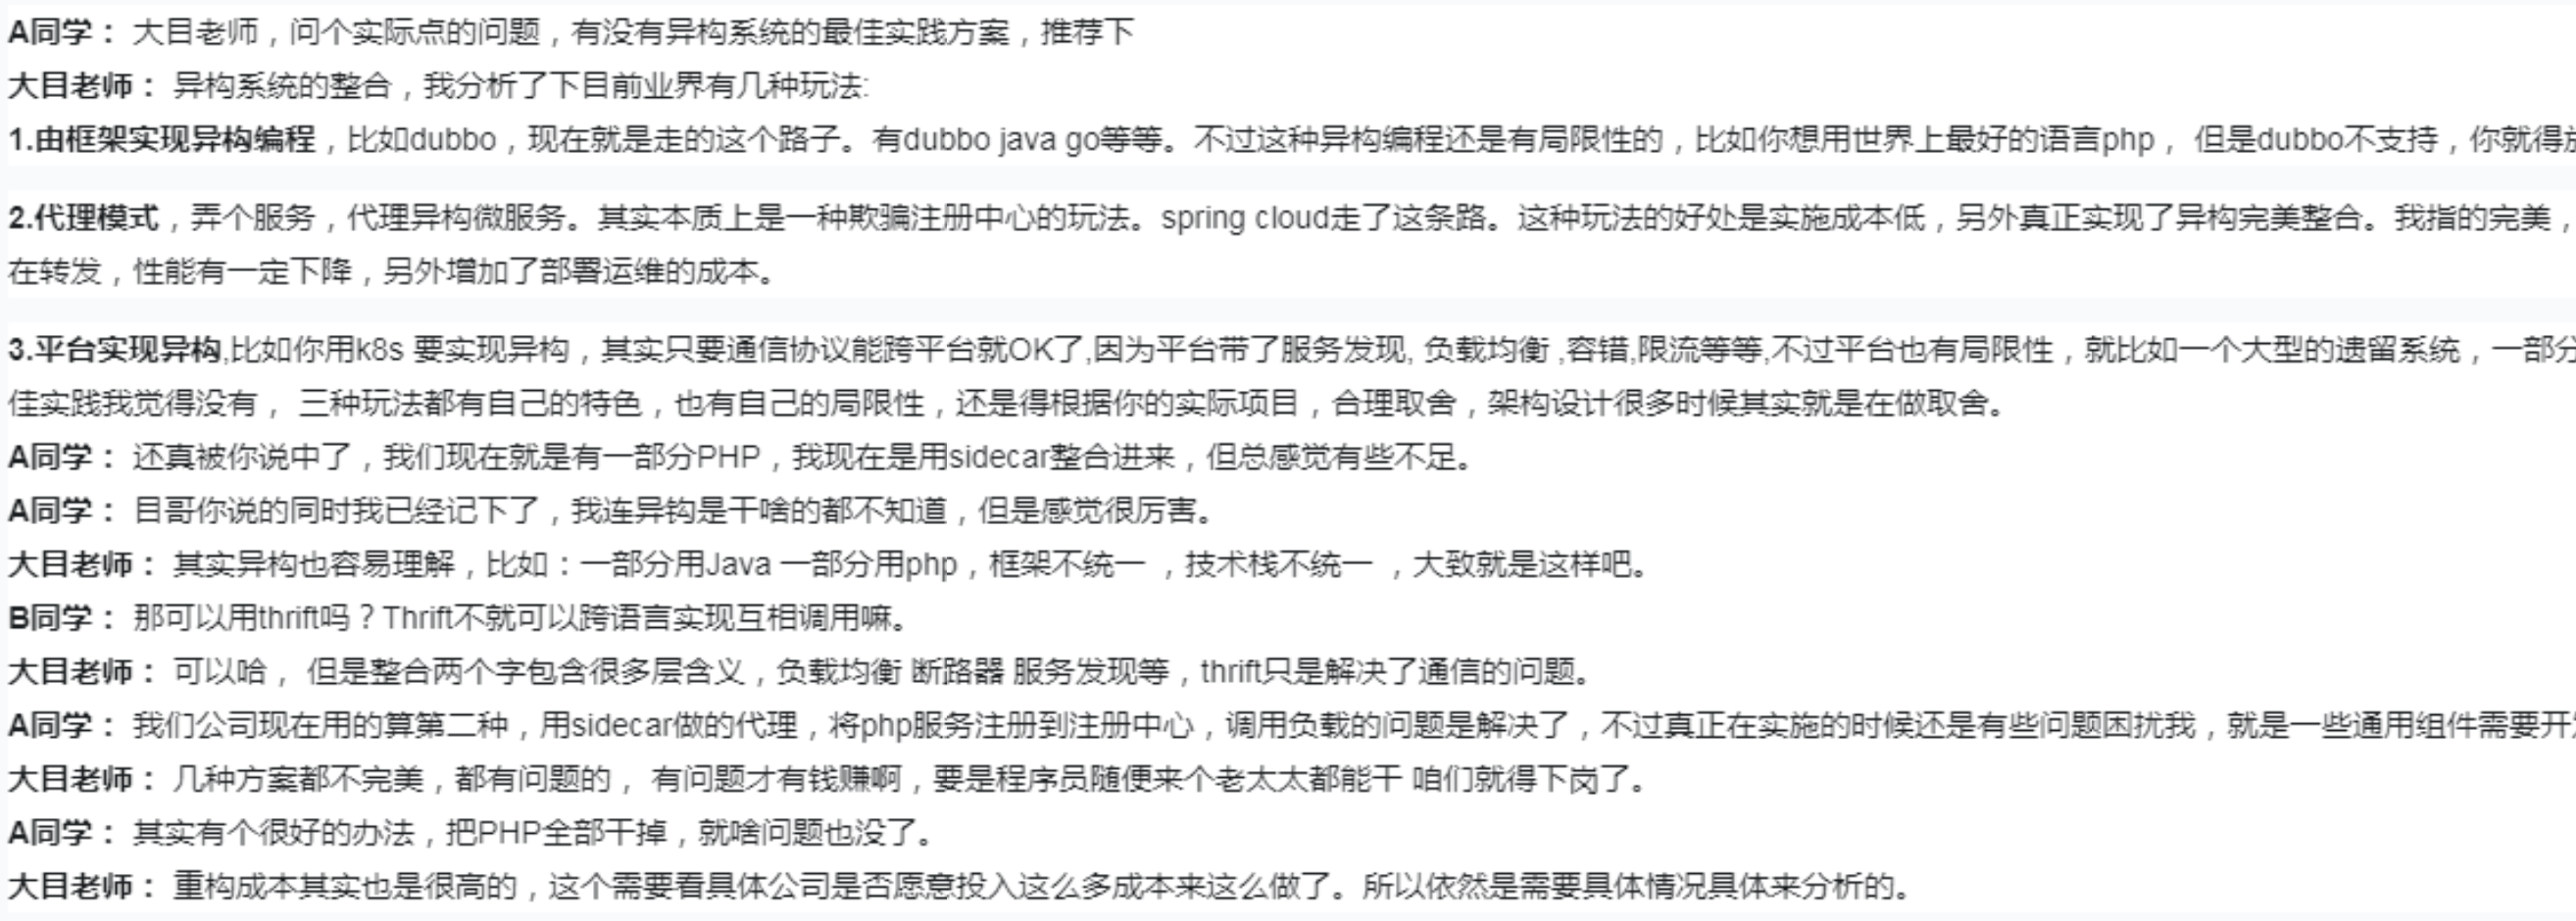 A同学： 大目老师，问个实际点的问题，有没有异构系统的最佳实践方案，推荐下
大目老师： 异构系统的整合，我分析了下目前业界有几种玩法:
1.由框架实现异构编程，比如dubbo，现在就是走的这个路子。有dubbo java go等等。不过这种异构编程还是有局限性的，比如你想用世界上最好的语言php， 但是dubbo不支持，你就得
2.代理模式，弄个服务，代理异构微服务。其实本质上是一种欺骗注册中心的玩法。spring cloud走了这条路。这种玩法的好处是实施成本低，另外真正实现了异构完美整合。我指的完美，
在转发，性能有一定下降，另外增加了部署运维的成本。
3.平台实现异构,比如你用k8s 要实现异构，其实只要通信协议能跨平台就OK了,因为平台带了服务发现, 负载均衡 ,容错,限流等等,不过平台也有局限性，就比如一个大型的遗留系统，一部分
佳实践我觉得没有， 三种玩法都有自己的特色，也有自己的局限性，还是得根据你的实际项目，合理取舍，架构设计很多时候其实就是在做取舍。
A同学： 还真被你说中了，我们现在就是有一部分PHP，我现在是用sidecar整合进来，但总感觉有些不足。
A同学： 目哥你说的同时我已经记下了，我连异钩是干啥的都不知道，但是感觉很厉害。
大目老师： 其实异构也容易理解，比如：一部分用Java 一部分用php，框架不统一 ，技术栈不统一 ，大致就是这样吧。
B同学： 那可以用thrift吗？Thrift不就可以跨语言实现互相调用嘛。
大目老师： 可以哈， 但是整合两个字包含很多层含义，负载均衡 断路器 服务发现等，thrift只是解决了通信的问题。
A同学： 我们公司现在用的算第二种，用sidecar做的代理，将php服务注册到注册中心，调用负载的问题是解决了，不过真正在实施的时候还是有些问题困扰我，就是一些通用组件需要开
大目老师： 几种方案都不完美，都有问题的， 有问题才有钱赚啊，要是程序员随便来个老太太都能干 咱们就得下岗了。
A同学： 其实有个很好的办法，把PHP全部干掉，就啥问题也没了。
大目老师： 重构成本其实也是很高的，这个需要看具体公司是否愿意投入这么多成本来这么做了。所以依然是需要具体情况具体来分析的。